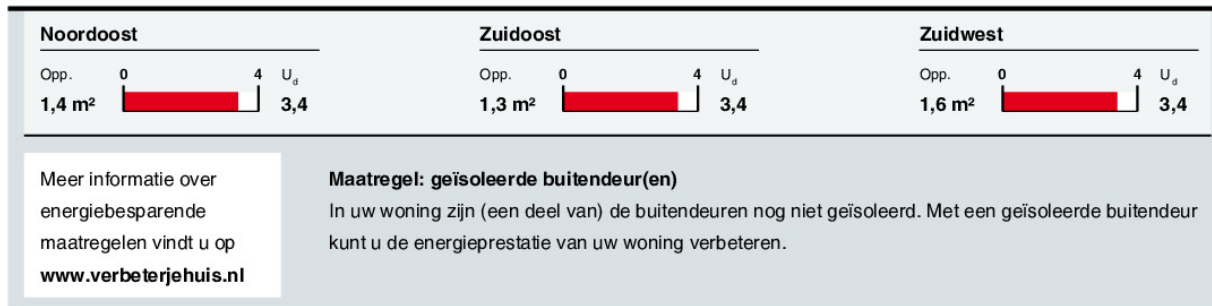 Noordoost
Opp. 0 4 Ud
1,4 m² 3,4
Zuidoost
Opp. 0 4 Ud
1,3 m² 3,4
Zuidwest
Opp. 0 4 Ud
1,6 m² 3,4
Meer informatie over
energiebesparende
maatregelen vindt u op
www.verbeterjehuis.nl
Maatregel: geïsoleerde buitendeur(en)
In uw woning zijn (een deel van) de buitendeuren nog niet geïsoleerd. Met een geïsoleerde buitendeur
kunt u de energieprestatie van uw woning verbeteren.